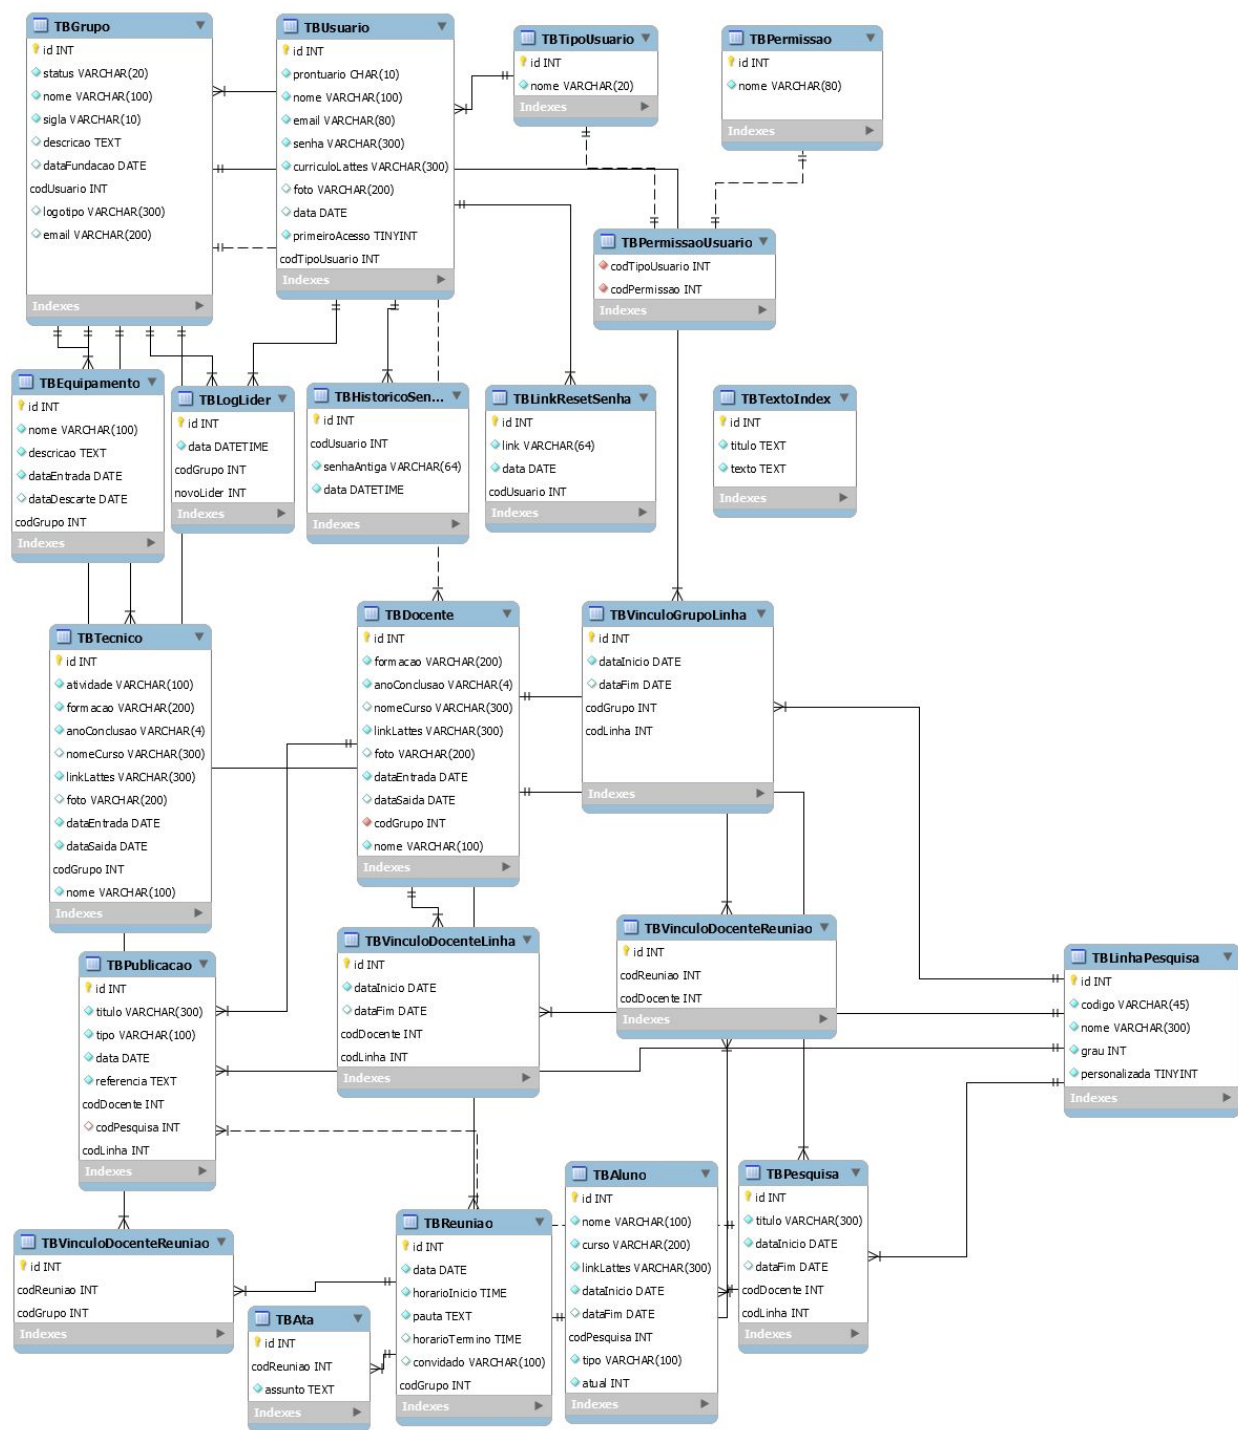 TBGrupo
id INT
status VARCHAR(20)
nome VARCHAR(100)
sigla VARCHAR(10)
descricao TEXT
dataFundacao DATE
codUsuario INT
logotipo VARCHAR(300)
email VARCHAR(200)
Indexes
TBUsuario
id INT
prontuario CHAR(10)
nome VARCHAR(100)
email VARCHAR(80)
senha VARCHAR(300)
curriculoLattes VARCHAR(300)
foto VARCHAR(200)
data DATE
primeiroAcesso TINYINT
codTipoUsuario INT
Indexes
TBTipoUsuario
id INT
nome VARCHAR(20)
Indexes
TBPermissao
id INT
nome VARCHAR(80)
Indexes
TBPermissaoUsuario
codTipoUsuario INT
codPermissao INT
Indexes
TBEquipamento
id INT
nome VARCHAR(100)
descricao TEXT
dataEntrada DATE
dataDescarte DATE
codGrupo INT
Indexes
TBLogLider
id INT
data DATETIME
codGrupo INT
novoLider INT
Indexes
TBHistoricoSen...
id INT
codUsuario INT
senhaAntiga VARCHAR(64)
data DATETIME
Indexes
TBLinkResetSenha
id INT
link VARCHAR(64)
data DATE
codUsuario INT
Indexes
TBTextoIndex
id INT
titulo TEXT
texto TEXT
Indexes
TBTecnico
id INT
atividade VARCHAR(100)
formacao VARCHAR(200)
anoConclusao VARCHAR(4)
nomeCurso VARCHAR(300)
linkLattes VARCHAR(300)
foto VARCHAR(200)
dataEntrada DATE
dataSaida DATE
codGrupo INT
nome VARCHAR(100)
Indexes
TBDocente
id INT
formacao VARCHAR(200)
anoConclusao VARCHAR(4)
nomeCurso VARCHAR(300)
linkLattes VARCHAR(300)
foto VARCHAR(200)
dataEntrada DATE
dataSaida DATE
codGrupo INT
nome VARCHAR(100)
Indexes
TBVinculoGrupoLinha
id INT
dataInicio DATE
dataFim DATE
codGrupo INT
codLinha INT
Indexes
TBPublicacao
id INT
titulo VARCHAR(300)
tipo VARCHAR(100)
data DATE
referencia TEXT
codDocente INT
codPesquisa INT
codLinha INT
Indexes
TBVinculoDocenteLinha
id INT
dataInicio DATE
dataFim DATE
codDocente INT
codLinha INT
Indexes
TBVinculoDocenteReuniao
id INT
codReuniao INT
codDocente INT
Indexes
TBLinhaPesquisa
id INT
codigo VARCHAR(45)
nome VARCHAR(300)
grau INT
personalizada TINYINT
Indexes
TBVinculoDocenteReuniao
id INT
codReuniao INT
codGrupo INT
Indexes
TBAta
id INT
codReuniao INT
assunto TEXT
Indexes
TBReuniao
id INT
data DATE
horarioInicio TIME
pauta TEXT
horarioTermino TIME
convidado VARCHAR(100)
codGrupo INT
Indexes
TBAluno
id INT
nome VARCHAR(100)
curso VARCHAR(200)
linkLattes VARCHAR(300)
dataInicio DATE
dataFim DATE
codPesquisa INT
tipo VARCHAR(100)
atual INT
Indexes
TBPesquisa
id INT
titulo VARCHAR(300)
dataInicio DATE
dataFim DATE
codDocente INT
codLinha INT
Indexes